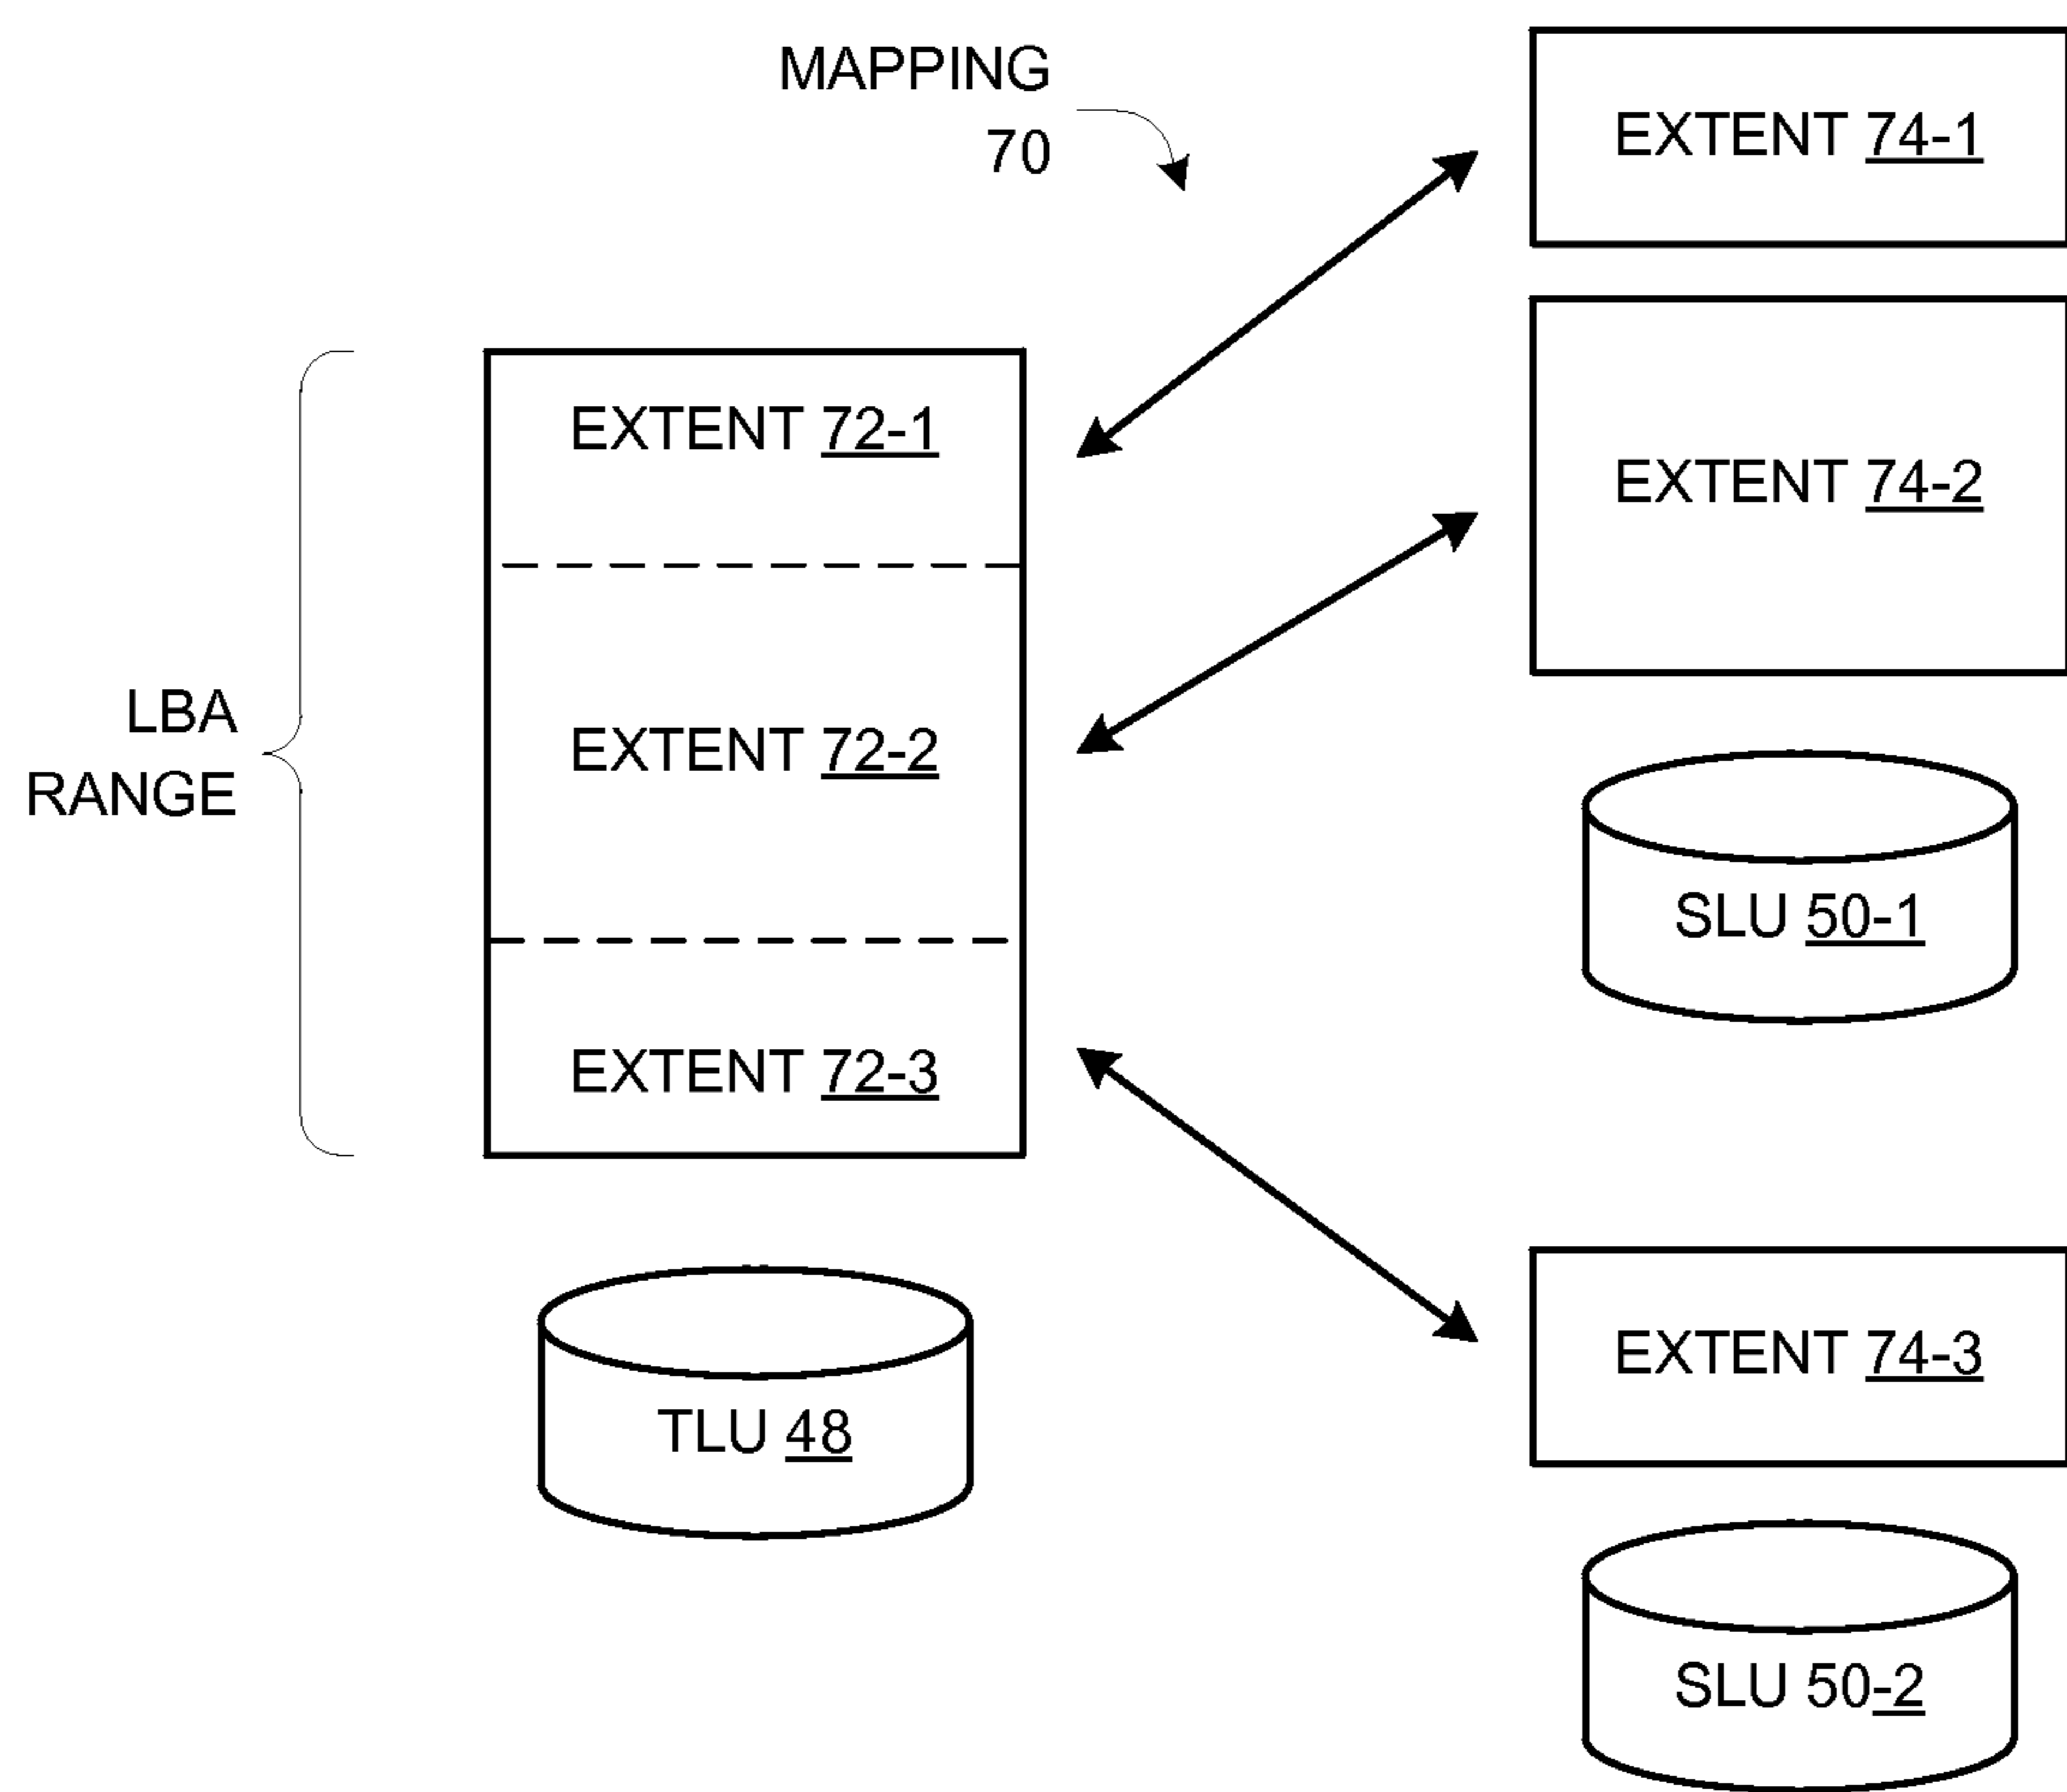 MAPPING
70
EXTENT 74-1
EXTENT 72-1
EXTENT 74-2
LBA
RANGE
EXTENT 72-2
SLU 50-1
EXTENT 72-3
EXTENT 74-3
TLU 48
SLU 50-2